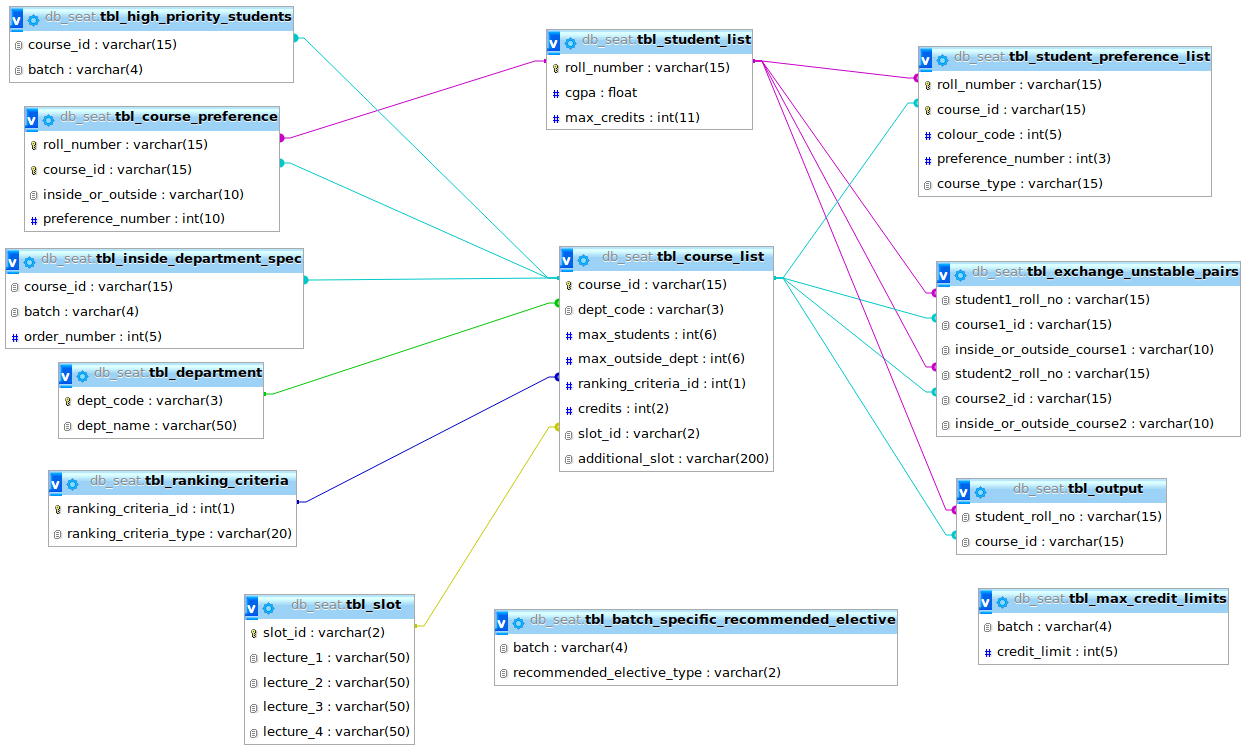 db_seat.tbl_high_priority_students
course_id : varchar(15)
batch : varchar(4)
db_seat.tbl_course_preference
roll_number : varchar(15)
course_id : varchar(15)
inside_or_outside : varchar(10)
preference_number : int(10)
db_seat.tbl_inside_department_spec
course_id : varchar(15)
batch : varchar(4)
order_number : int(5)
db_seat.tbl_department
dept_code : varchar(3)
dept_name : varchar(50)
db_seat.tbl_ranking_criteria
ranking_criteria_id : int(1)
ranking_criteria_type : varchar(20)
db_seat.tbl_slot
slot_id : varchar(2)
lecture_1 : varchar(50)
lecture_2 : varchar(50)
lecture_3 : varchar(50)
lecture_4 : varchar(50)
db_seat.tbl_student_list
roll_number : varchar(15)
cgpa : float
max_credits : int(11)
db_seat.tbl_course_list
course_id : varchar(15)
dept_code : varchar(3)
max_students : int(6)
max_outside_dept : int(6)
ranking_criteria_id : int(1)
credits : int(2)
slot_id : varchar(2)
additional_slot : varchar(200)
db_seat.tbl_batch_specific_recommended_elective
batch : varchar(4)
recommended_elective_type : varchar(2)
db_seat.tbl_student_preference_list
roll_number : varchar(15)
course_id : varchar(15)
colour_code : int(5)
preference_number : int(3)
course_type : varchar(15)
db_seat.tbl_exchange_unstable_pairs
student1_roll_no : varchar(15)
course1_id : varchar(15)
inside_or_outside_course1 : varchar(10)
student2_roll_no : varchar(15)
course2_id : varchar(15)
inside_or_outside_course2 : varchar(10)
db_seat.tbl_output
student_roll_no : varchar(15)
course_id : varchar(15)
db_seat.tbl_max_credit_limits
batch : varchar(4)
credit_limit : int(5)